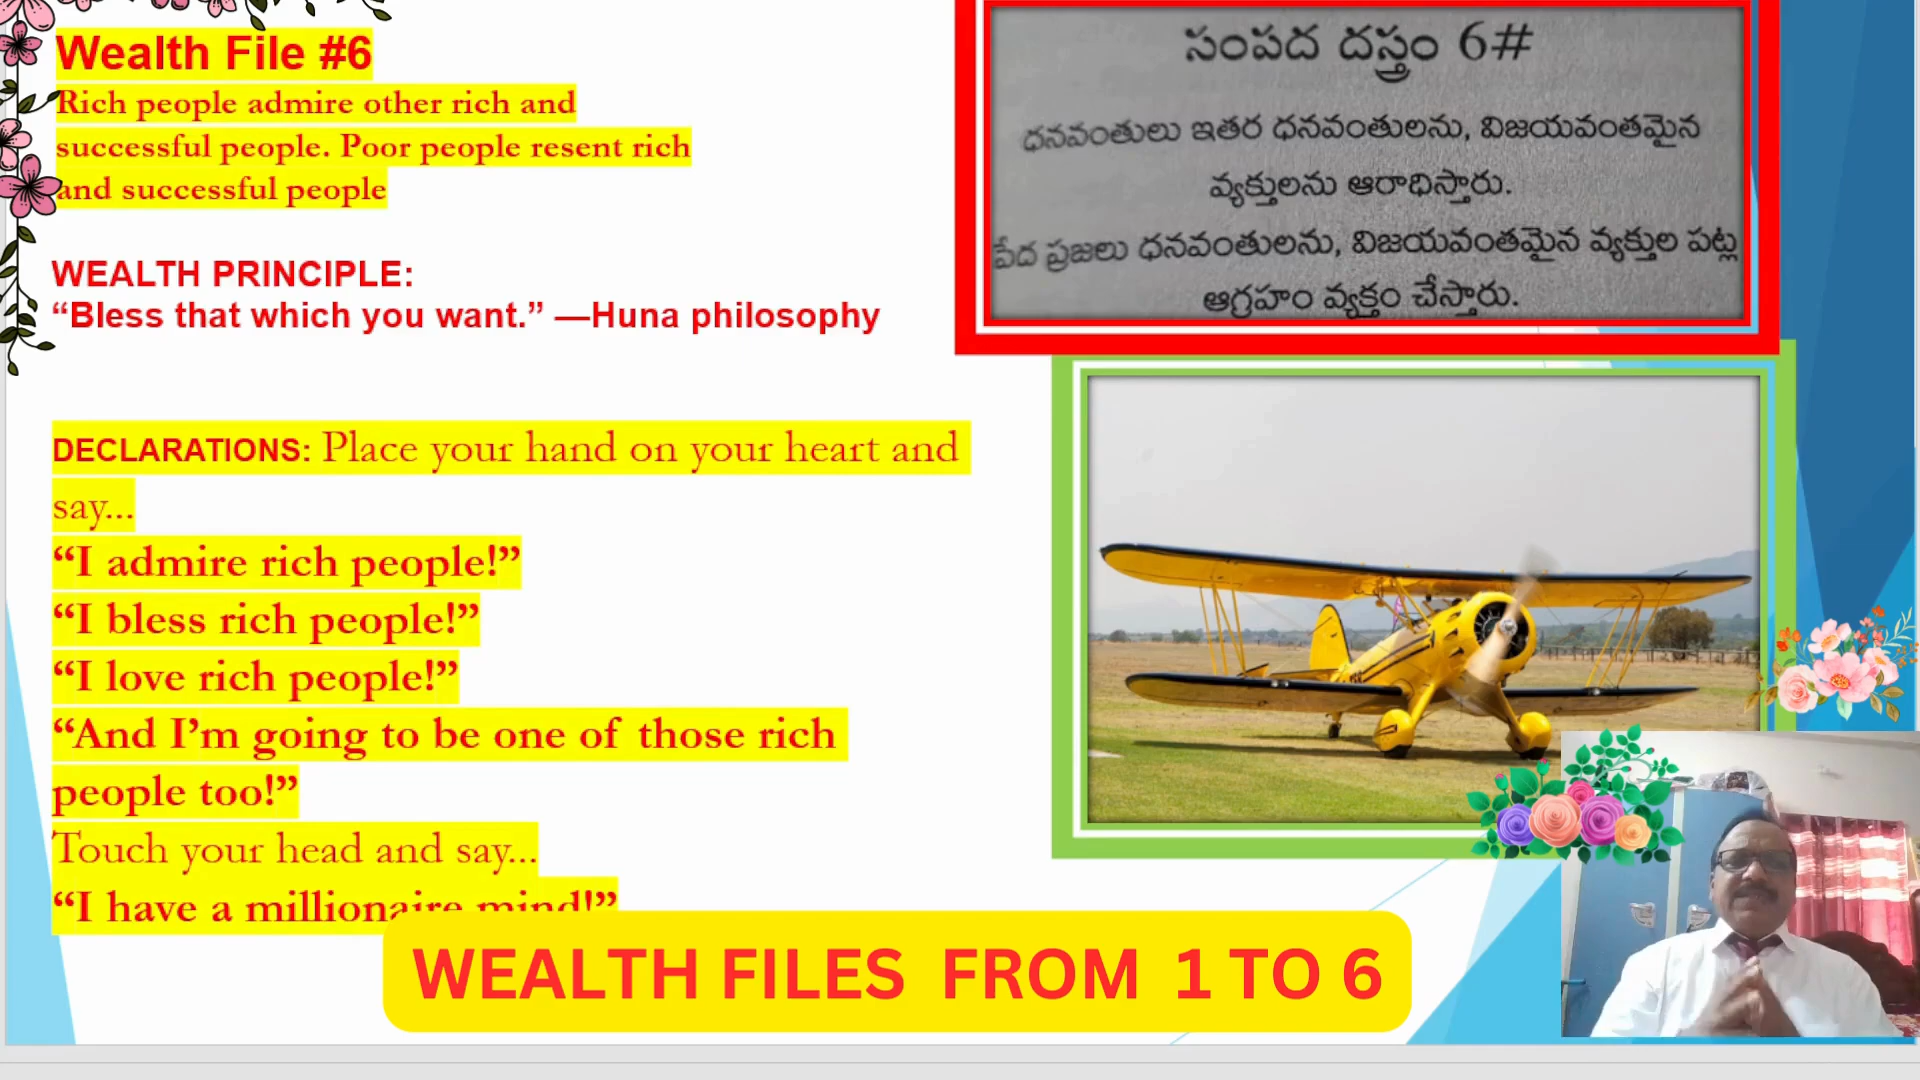 Wealth File #6
Rich people admire other rich and
successful people. Poor people resent rich
and successful people
WEALTH PRINCIPLE:
“Bless that which you want.” —Huna philosophy
DECLARATIONS: Place your hand on your heart and
say...
“I admire rich people!”
“I bless rich people!”
“I love rich people!”
“And I’m going to be one of those rich
people too!”
Touch your head and say...
“I have a millionaire mind!”
సంపద దస్త్రం 6#
ధనవంతులు ఇతర ధనవంతులను, విజయవంతమైన
వ్యక్తులను ఆరాధిస్తారు.
పేద ప్రజలు ధనవంతులను, విజయవంతమైన వ్యక్తుల పట్ల
ఆగ్రహం వ్యక్తం చేస్తారు.
WEALTH FILES FROM 1 TO 6